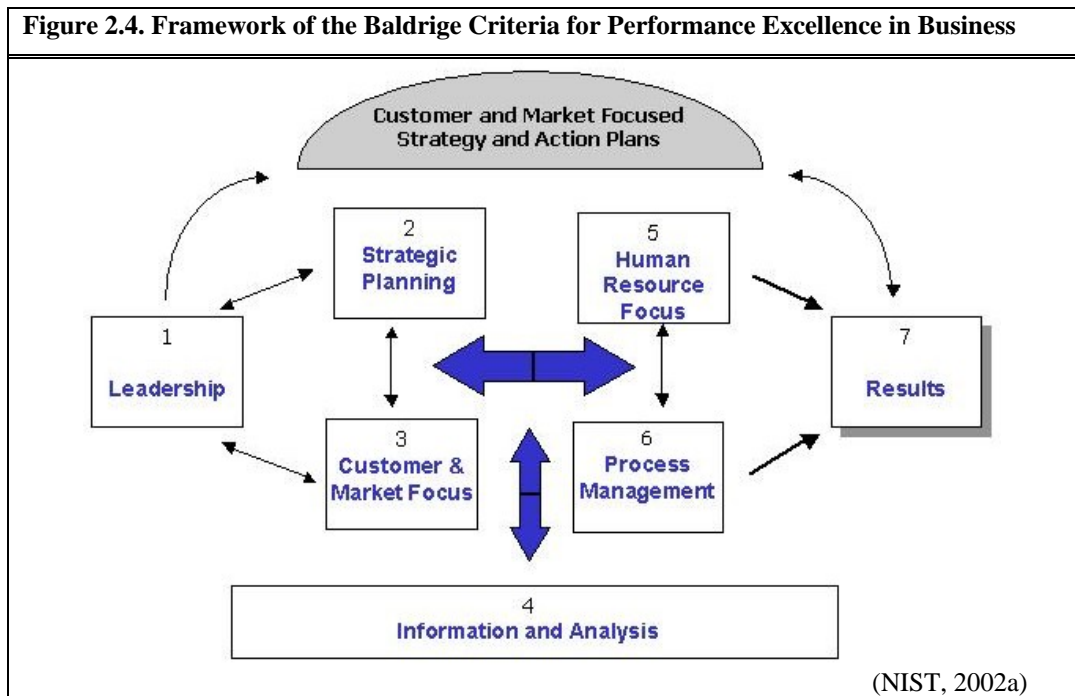 Figure 2.4. Framework of the Baldrige Criteria for Performance Excellence in Business
Customer and Market Focused
Strategy and Action Plans
2
Strategic
Planning
5
Human
Resource
Focus
1
Leadership
7
Results
3
Customer &
Market Focus
6
Process
Management
4
Information and Analysis
(NIST, 2002a)